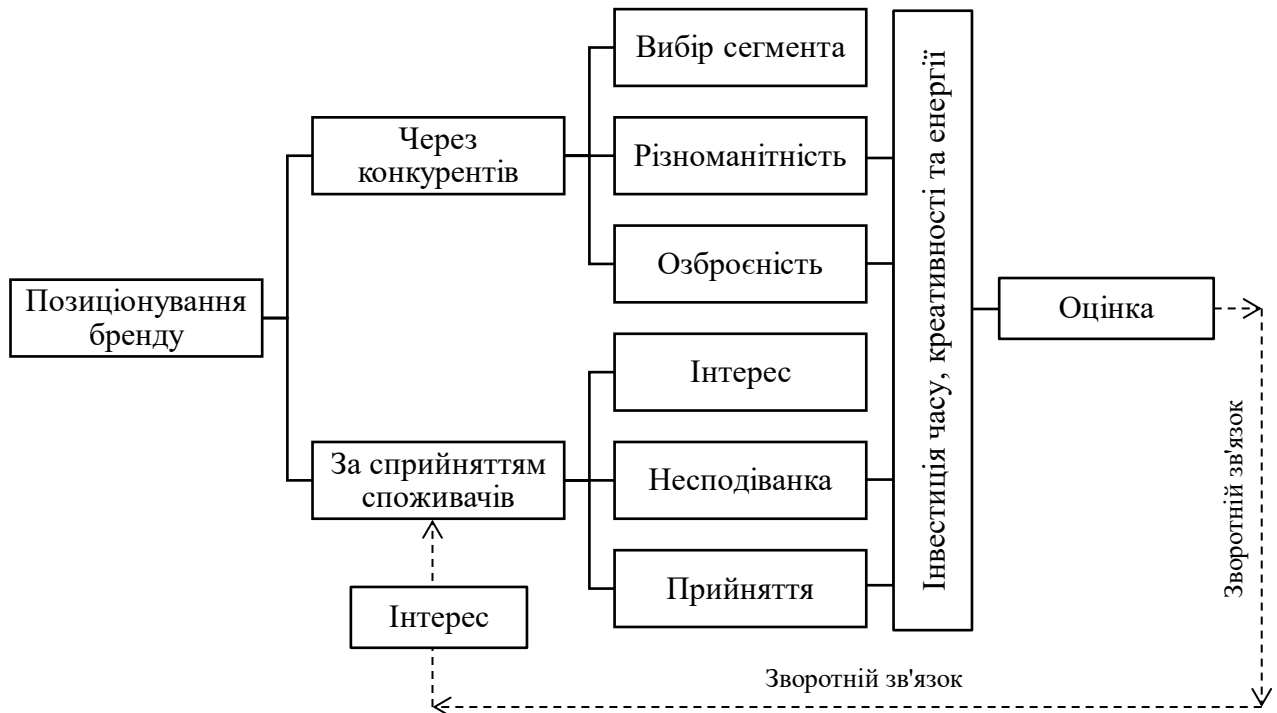 Позиціонування
бренду
Через
конкурентів
За сприйняттям
споживачів
Інтерес
Вибір сегмента
Різноманітність
Озброєність
Інтерес
Несподіванка
Прийняття
Інвестиція часу, креативності та енергії
Оцінка
Зворотній зв'язок
Зворотній зв'язок